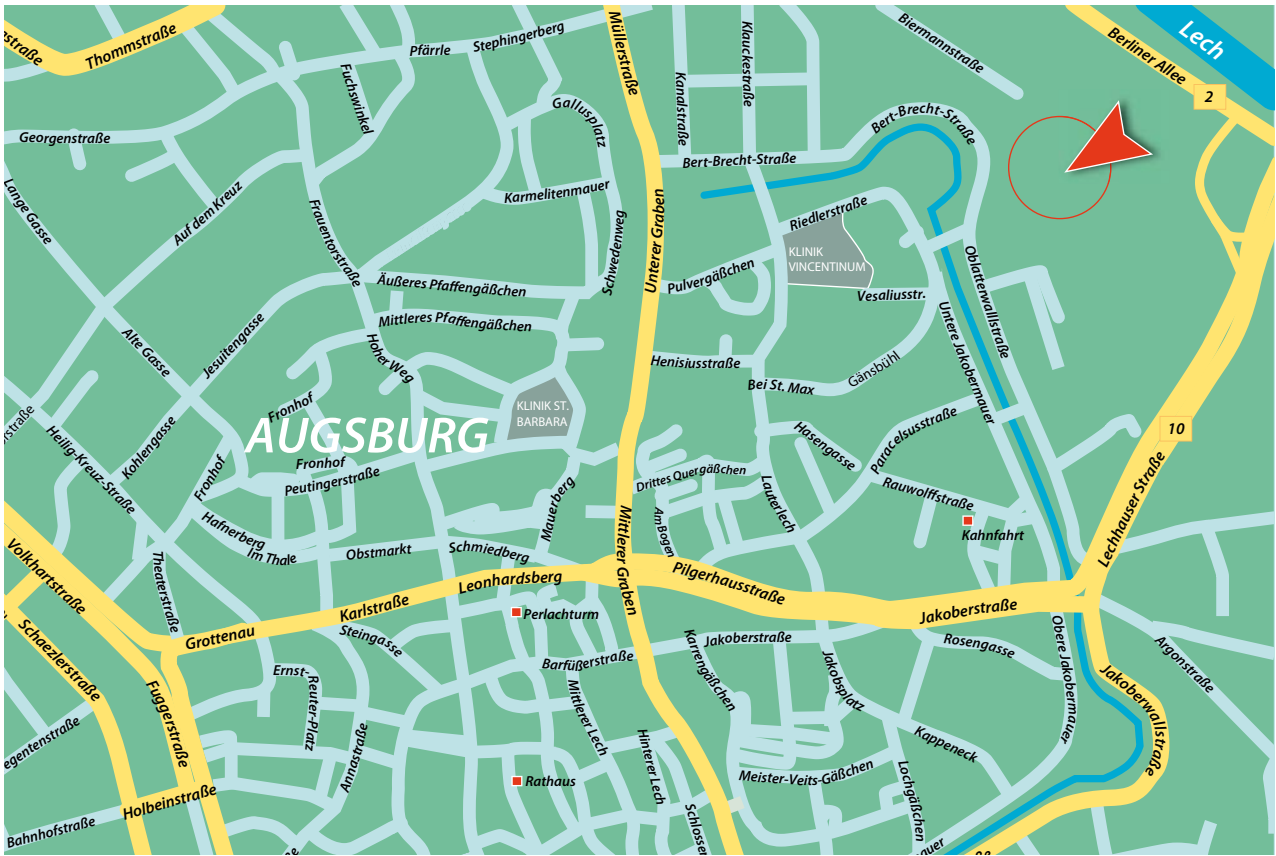 Thommstraße
Pfärrle
Stephingerberg
Müllerstraße
Klauckestraße
Kanalstraße
Biermannstraße
Berliner Allee
Lech
2
Fuchswinkel
Gallusplatz
Bert-Brecht-Straße
Georgenstraße
Bert-Brecht-Straße
Lange Gasse
Auf dem Kreuz
Karmelitenmauer
Frauentorstraße
Schwedenweg
Unterer Graben
Riedlerstraße
KLINIK
VINCENTINUM
Pulvergäßchen
Vesaliusstr.
Oblatterwallstraße
Äußeres Pfaffengäßchen
Mittleres Pfaffengäßchen
Untere Jakobermauer
Alte Gasse
Jesuitengasse
Hoher Weg
Henisiusstraße
Bei St. Max
Gänsbühl
KLINIK ST.
BARBARA
Fronhof
AUGSBURG
10
Heilig-Kreuz-Straße
Kohlengasse
Fronhof
Fronhof
Peutingerstraße
Hasengasse
Paracelsusstraße
Drittes Quergäßchen
Lauterlech
Rauwolffstraße
Kahnfahrt
Lechhauser Straße
Mauerberg
Am Bogen
Mittlerer Graben
Hafnerberg
Im Thale
Obstmarkt
Schmiedberg
Volkhartstraße
Theaterstraße
Leonhardsberg
Pilgerhausstraße
Karlstraße
Grottenau
Perlachturm
Jakoberstraße
Schaezlerstraße
Steingasse
Barfüßerstraße
Jakoberstraße
Karrengäßchen
Rosengasse
Obere Jakobermauer
Argonstraße
Ernst-
Reuter-Platz
Fuggerstraße
Annastraße
Mittlerer Lech
Hinterer Lech
Jakobsplatz
Kappeneck
Jakoberwallstraße
Meister-Veits-Gäßchen
Lochgäßchen
Rathaus
Holbeinstraße
Bahnhofstraße